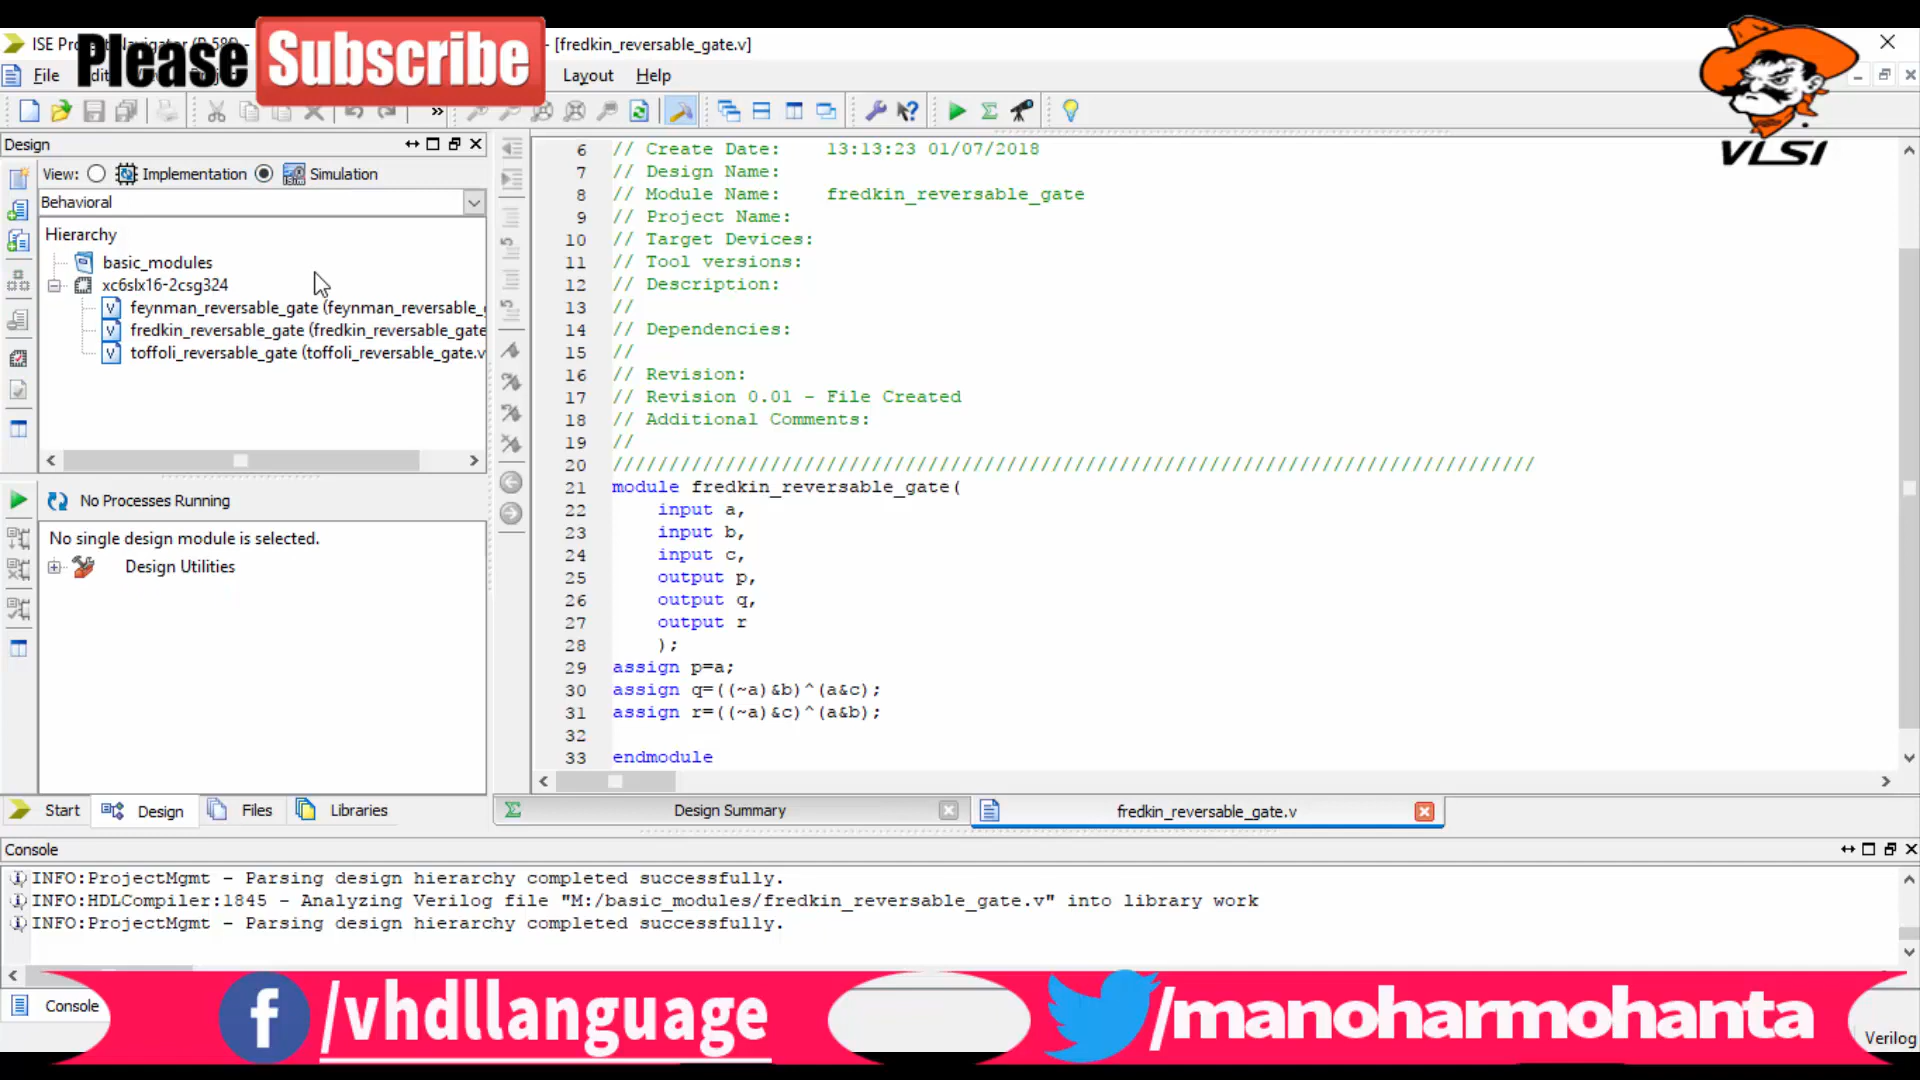 Please Subscribe
ISE Pro
[fredkin_reversable_gate.v]
File
Layout
Help
VLSI
Design
View:
Implementation
Simulation
Behavioral
Hierarchy
basic_modules
xc6slx16-2csg324
feynman_reversable_gate (feynman_reversable_
fredkin_reversable_gate (fredkin_reversable_gate
toffoli_reversable_gate (toffoli_reversable_gate.v
No Processes Running
No single design module is selected.
Design Utilities
Start
Design
Files
Libraries
6 // Create Date: 13:13:23 01/07/2018
7 // Design Name:
8 // Module Name: fredkin_reversable_gate
9 // Project Name:
10 // Target Devices:
11 // Tool versions:
12 // Description:
13 //
14 // Dependencies:
15 //
16 // Revision:
17 // Revision 0.01 - File Created
18 // Additional Comments:
19 //
20 //////////////////////////////////////////////////////////////////////////////////
21 module fredkin_reversable_gate(
22 input a,
23 input b,
24 input c,
25 output p,
26 output q,
27 output r
28 );
29 assign p=a;
30 assign q=((~a)&b)^(a&c);
31 assign r=((~a)&c)^(a&b);
32
33 endmodule
Design Summary
fredkin_reversable_gate.v
Console
INFO:ProjectMgmt - Parsing design hierarchy completed successfully.
INFO:HDLCompiler:1845 - Analyzing Verilog file "M:/basic_modules/fredkin_reversable_gate.v" into library work
INFO:ProjectMgmt - Parsing design hierarchy completed successfully.
Console
f /vhdllanguage
/manoharmohanta
Verilog